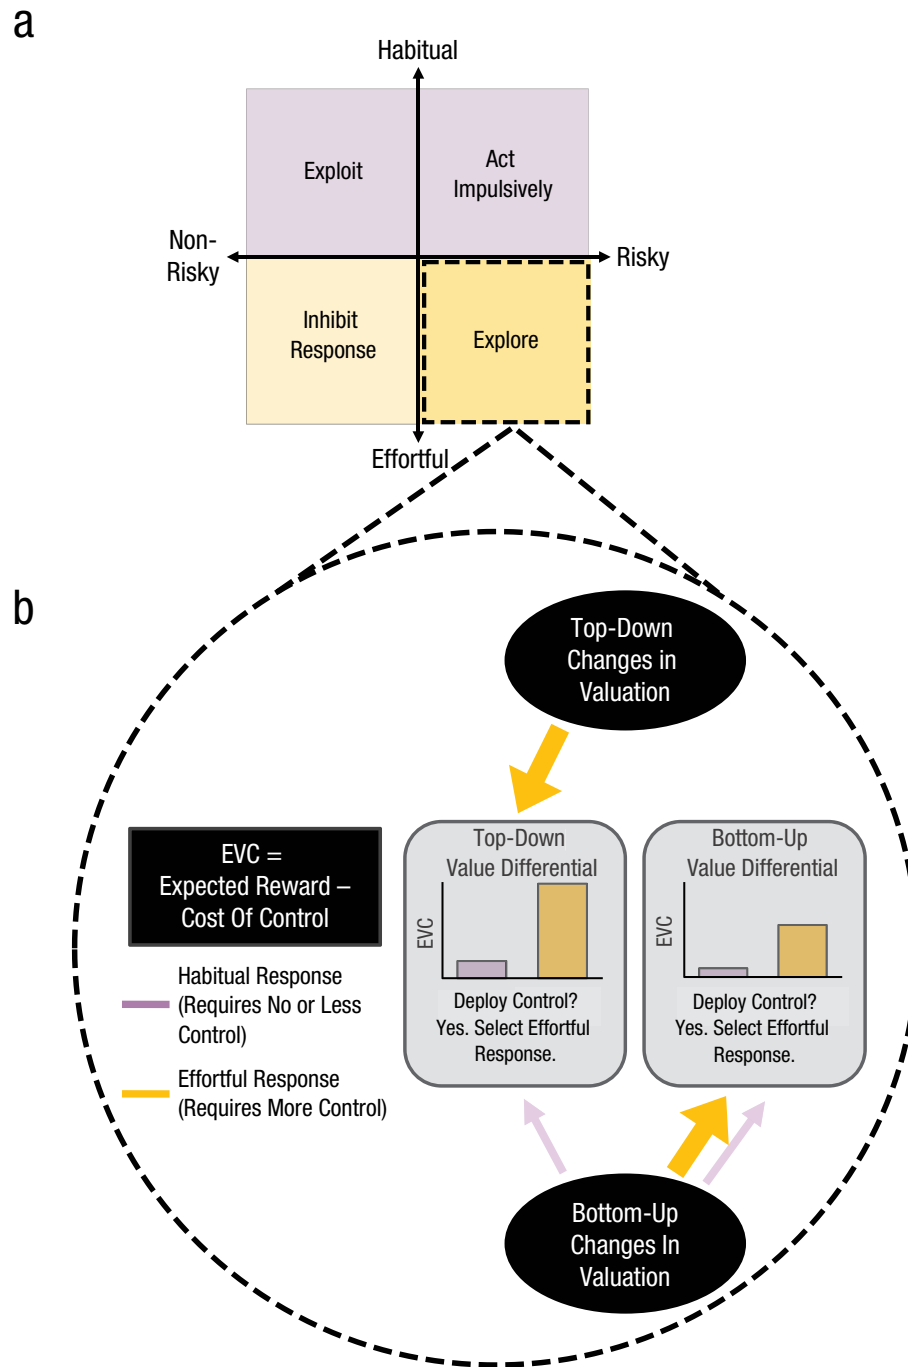 a
Habitual
Exploit
Act
Impulsively
Non-
Risky
Risky
Inhibit
Response
Explore
Effortful
b
Top-Down
Changes in
Valuation
EVC =
Expected Reward –
Cost Of Control
Habitual Response
(Requires No or Less
Control)
Effortful Response
(Requires More Control)
Top-Down
Value Differential
EVC
Deploy Control?
Yes. Select Effortful
Response.
Bottom-Up
Value Differential
EVC
Deploy Control?
Yes. Select Effortful
Response.
Bottom-Up
Changes In
Valuation